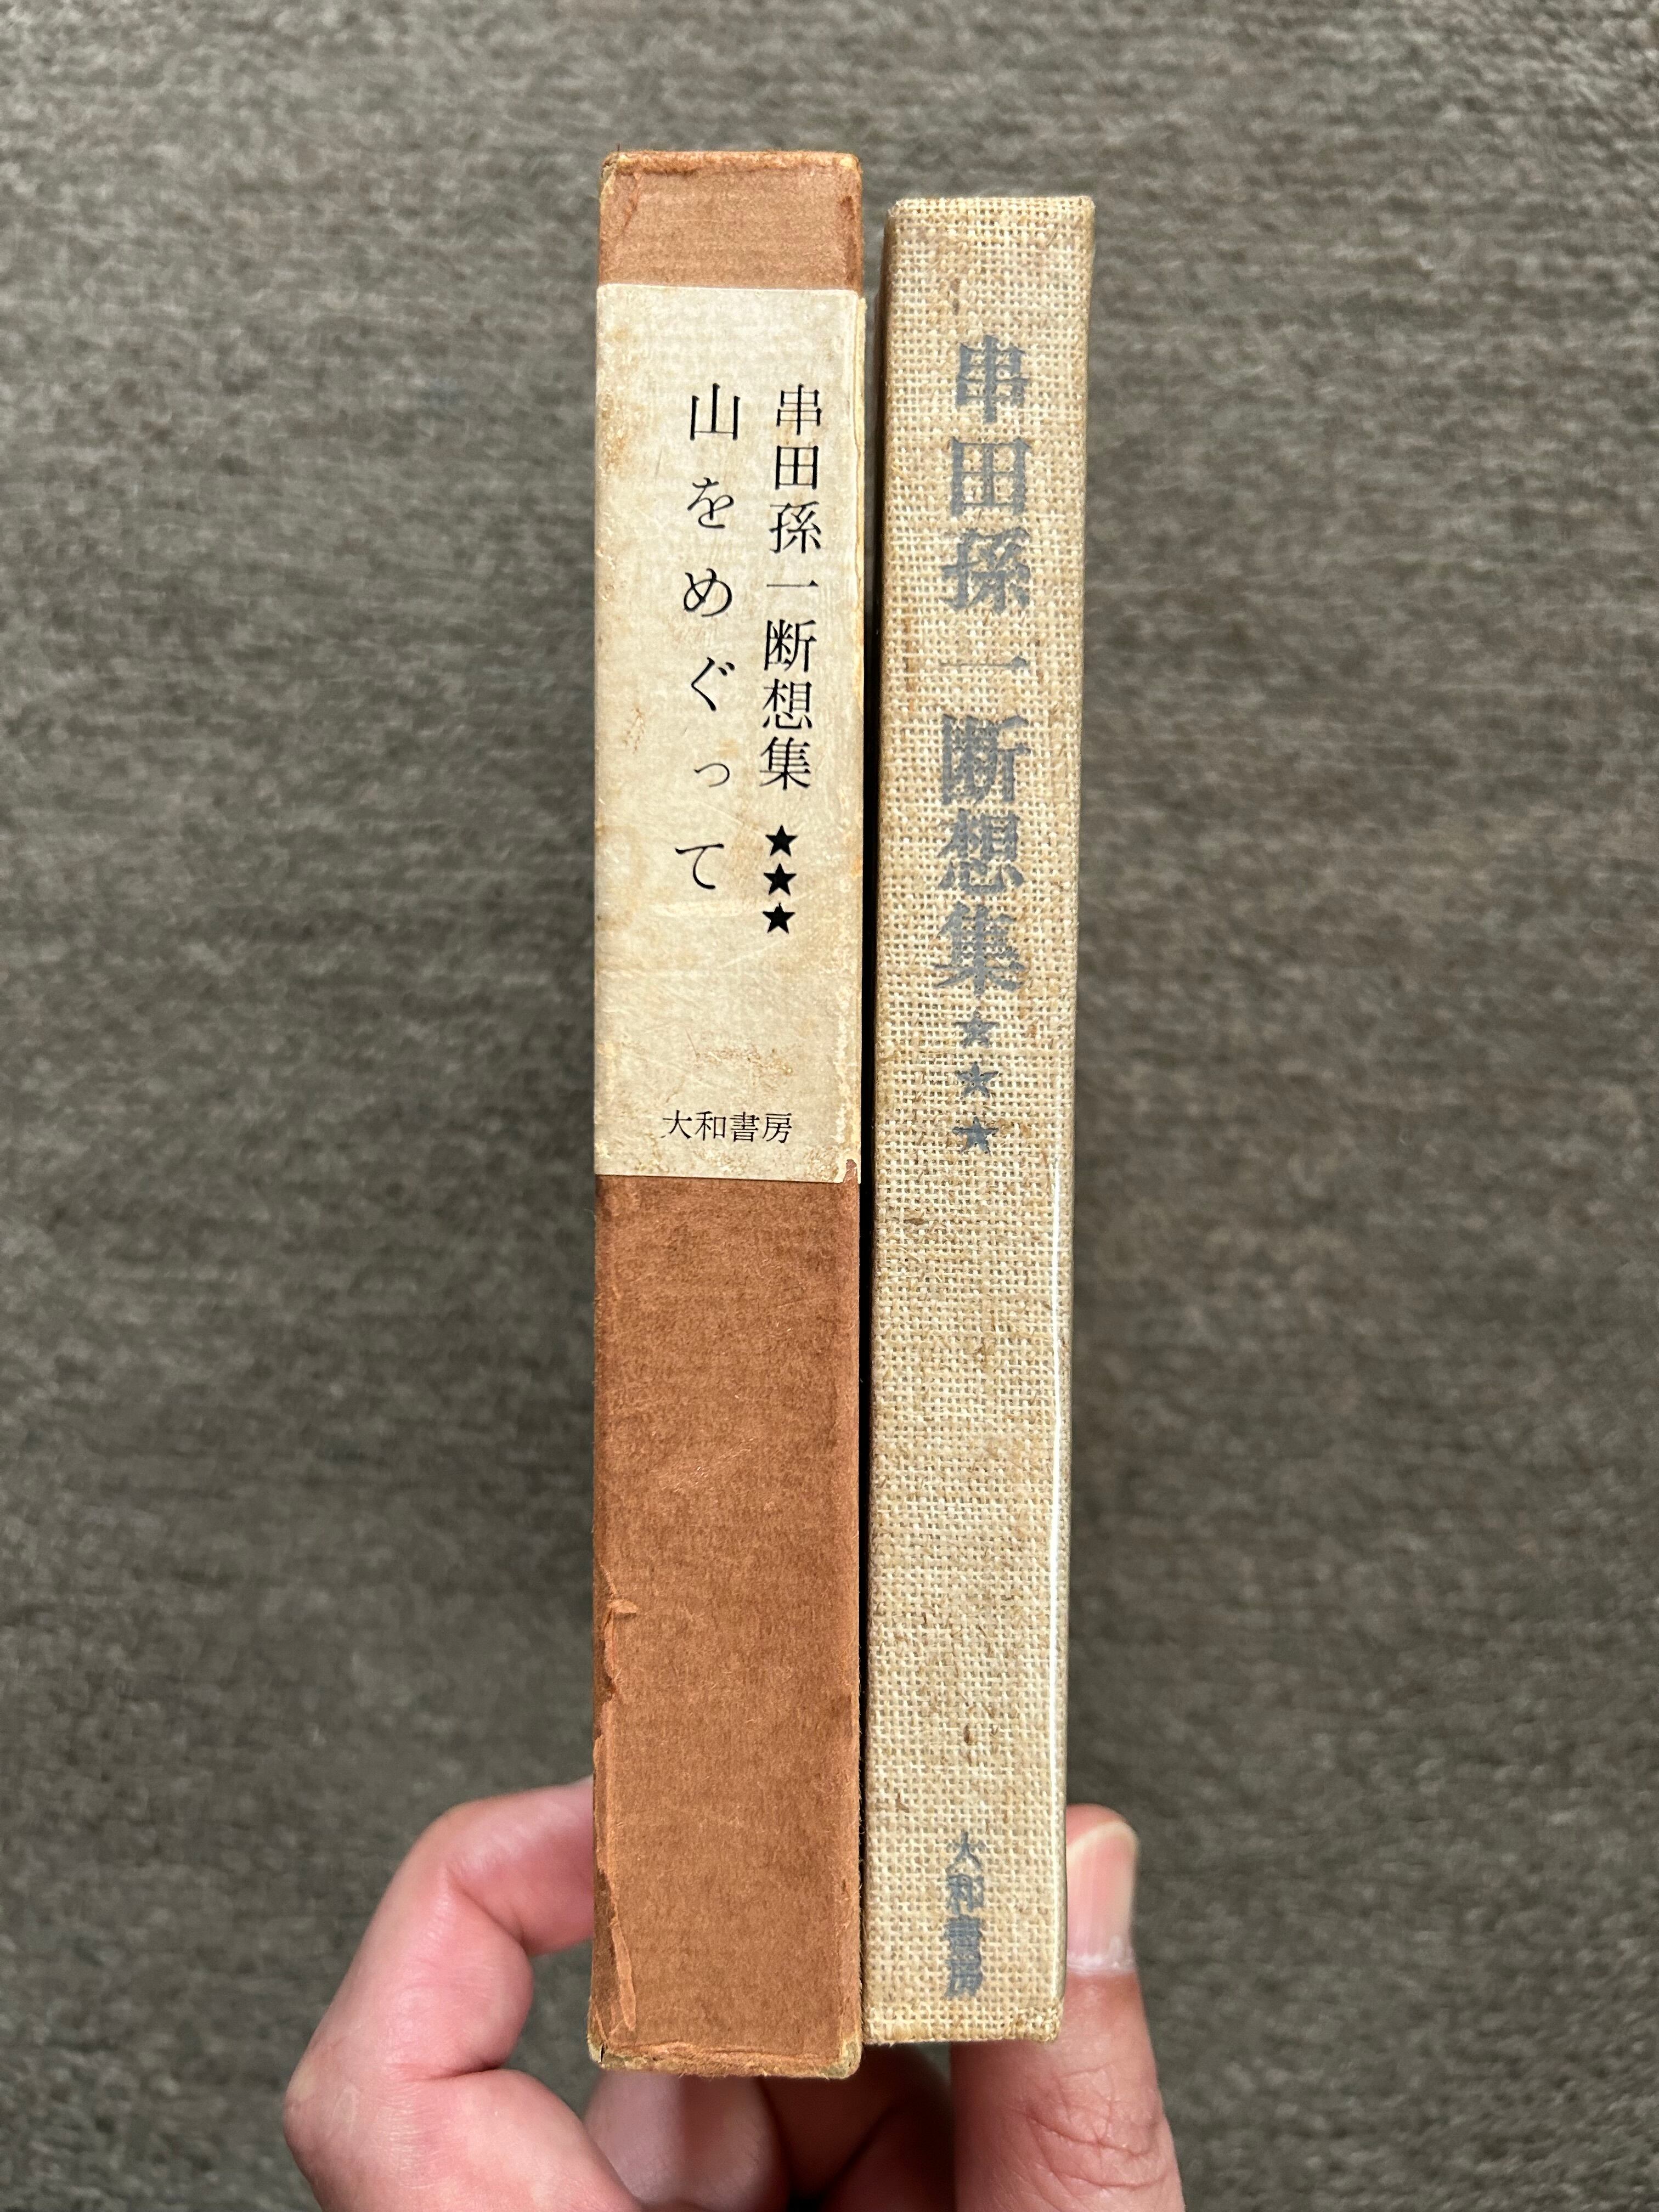 串田孫一断想集 ★★★
山をめぐって
大和書房
串田孫一断想集★★★
大和書房